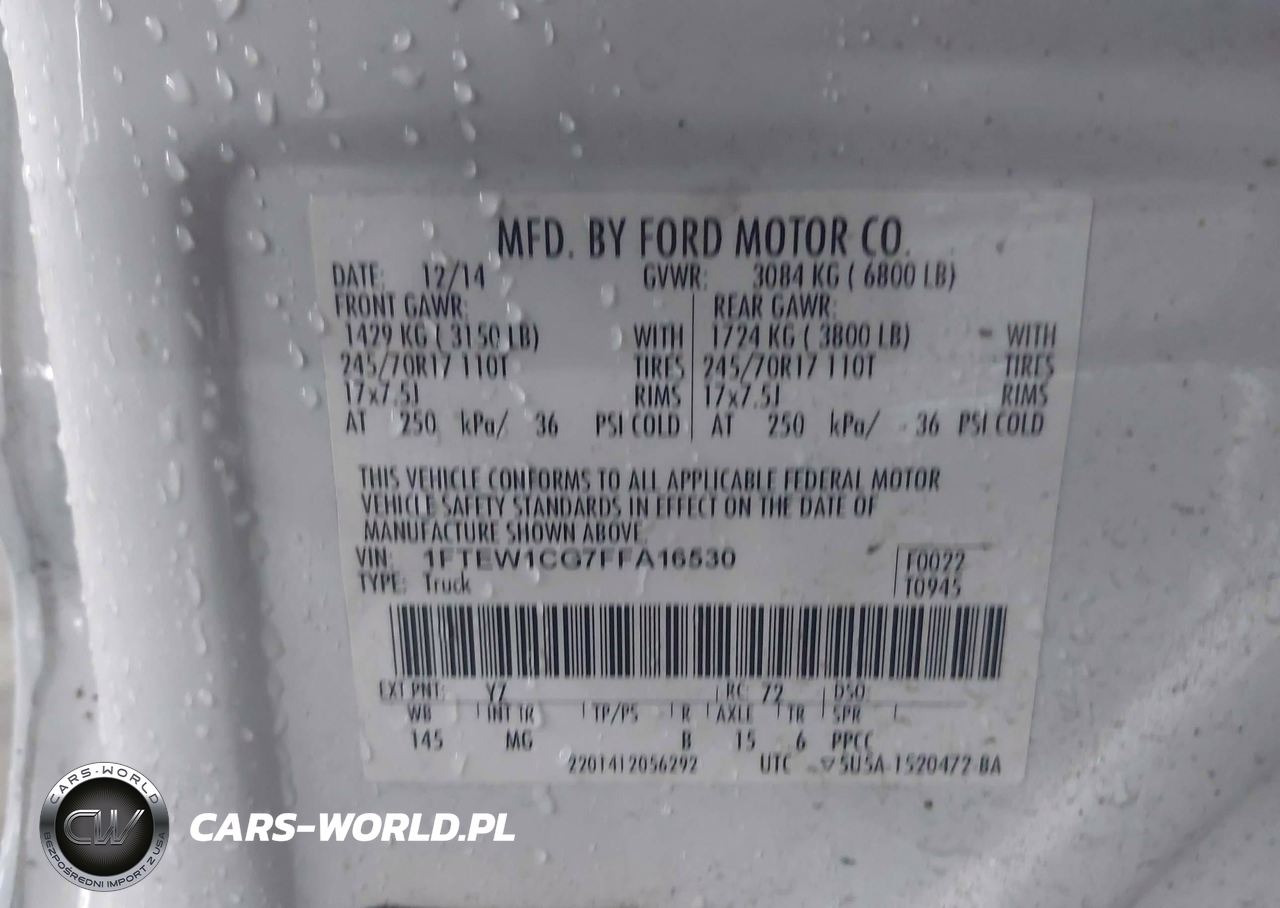 MFD. BY FORD MOTOR CO.
DATE: 12/14 GVWR: 3084 KG ( 6800 LB)
FRONT GAWR: REAR GAWR:
1429 KG ( 3150 LB) WITH 1724 KG ( 3800 LB) WITH
245/70R17 110T TIRES 245/70R17 110T TIRES
17x7.5J RIMS 17x7.5J RIMS
AT 250 kPa/ 36 PSI COLD AT 250 kPa/ 36 PSI COLD
THIS VEHICLE CONFORMS TO ALL APPLICABLE FEDERAL MOTOR
VEHICLE SAFETY STANDARDS IN EFFECT ON THE DATE OF
MANUFACTURE SHOWN ABOVE.
VIN: 1FTEW1CG7FFA16530 F0022
TYPE: Truck T0945
EXT PNT: YZ RC: 72 DSO:
WB INT TR TP/PS R AXLE TR SPR
145 MG B 15 6 PPCC
2201412056292 UTC 5U5A-1520472-BA
CARS-WORLD
CW
BEZPOŚREDNI IMPORT Z USA
CARS-WORLD.PL